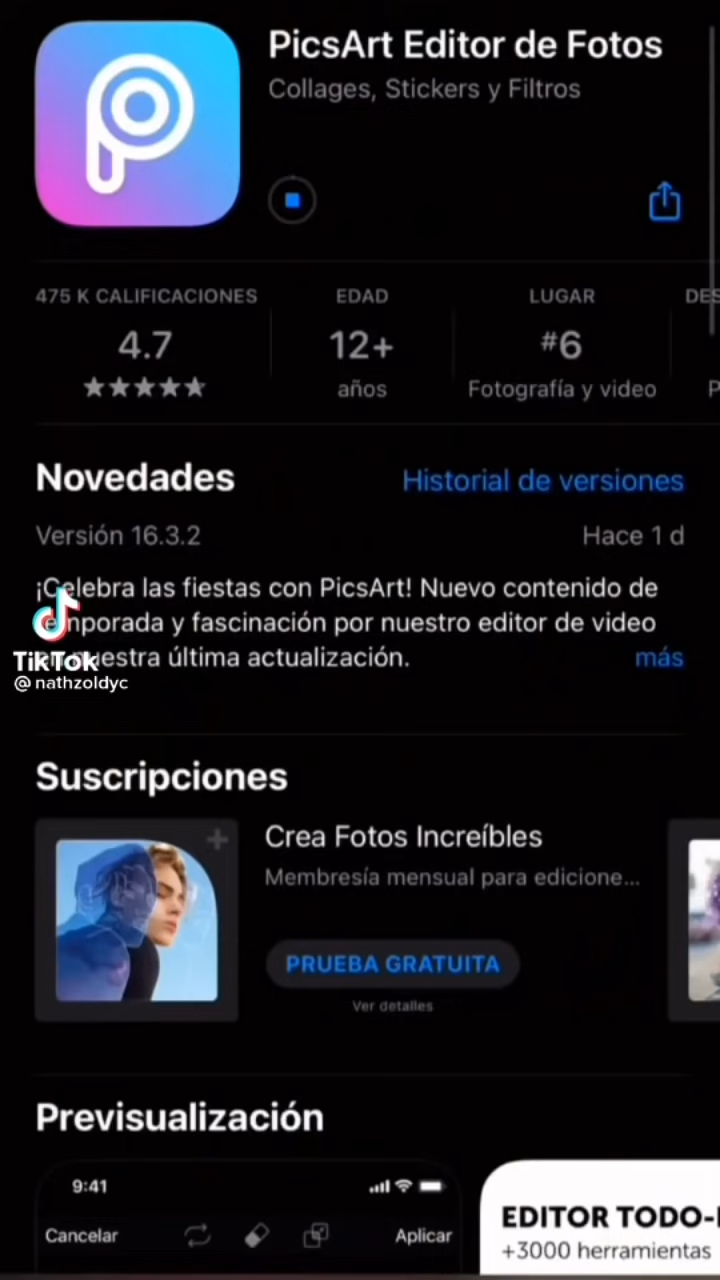 PicsArt Editor de Fotos
Collages, Stickers y Filtros
475 K CALIFICACIONES
4.7
EDAD
12+
años
LUGAR
#6
Fotografía y video
Novedades
Historial de versiones
Versión 16.3.2
Hace 1 d
¡Celebra las fiestas con PicsArt! Nuevo contenido de
temporada y fascinación por nuestro editor de video
en nuestra última actualización.
más
TikTok
@nathzoldyc
Suscripciones
Crea Fotos Increíbles
Membresía mensual para edicione...
PRUEBA GRATUITA
Ver detalles
Previsualización
9:41
Cancelar
Aplicar
EDITOR TODO-
+3000 herramientas